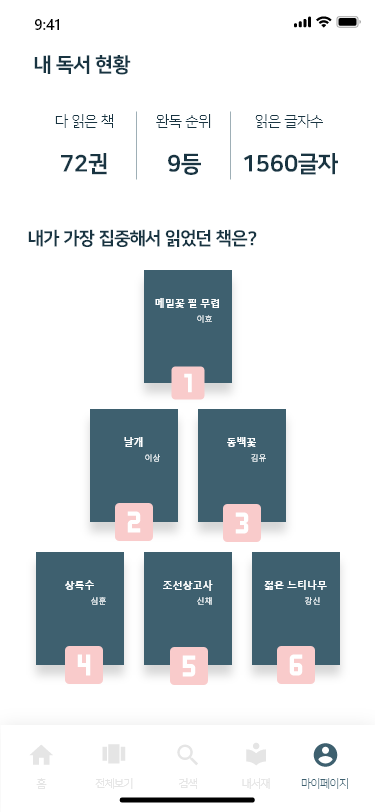 9:41
내 독서 현황
다 읽은 책 완독 순위 읽은 글자수
72권 9등 1560글자
내가 가장 집중해서 읽었던 책은?
메밀꽃 필 무렵
이효
1
날개 동백꽃
이상 김유
2 3
상록수 조선상고사 젊은 느티나무
심훈 신채 강신
4 5 6
홈 전체보기 검색 내서재 마이페이지